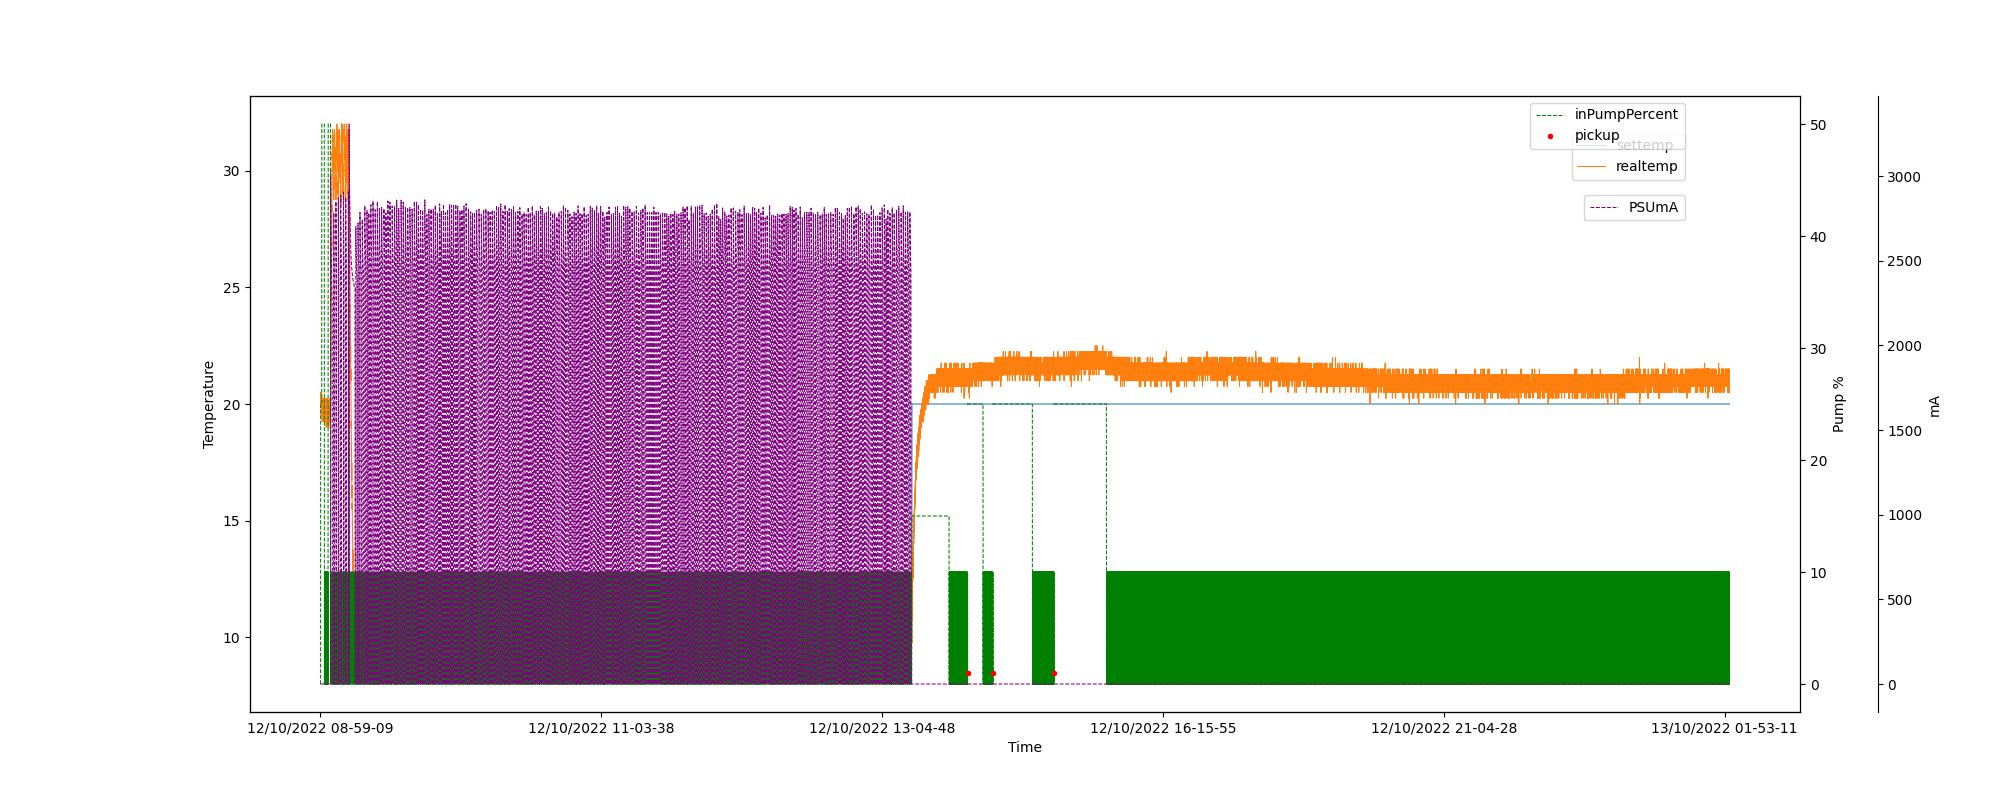 inPumpPercent
pickup
settemp
realtemp
PSUmA
30
25
20
15
10
Temperature
50
40
30
20
10
0
Pump %
3000
2500
2000
1500
1000
500
0
mA
12/10/2022 08-59-09
12/10/2022 11-03-38
12/10/2022 13-04-48
12/10/2022 16-15-55
12/10/2022 21-04-28
13/10/2022 01-53-11
Time